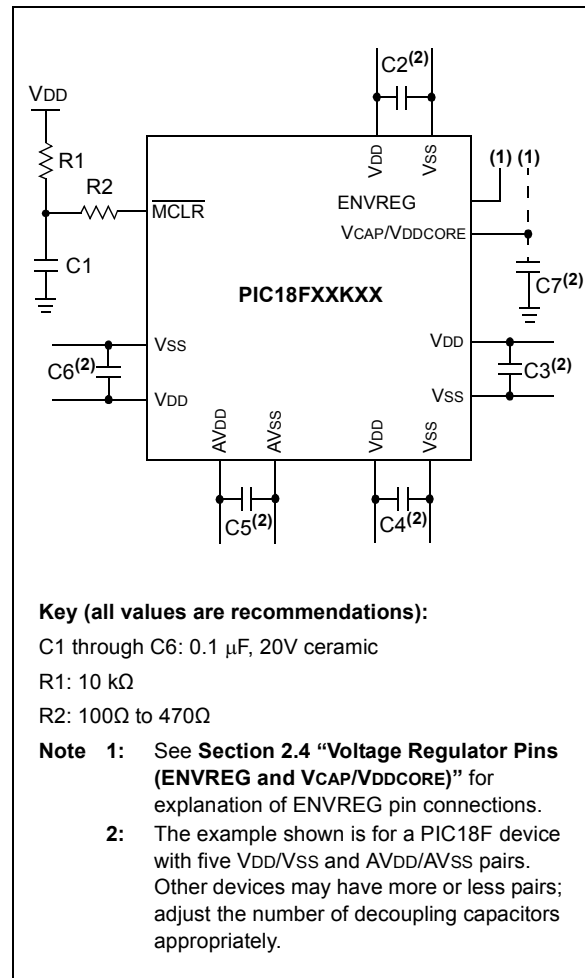 C2(2)
VDD
R1
R2
C1
MCLR
VDD
VSS
(1) (1)
ENVREG
VCAP/VDDCORE
C7(2)
PIC18FXXKXX
VSS
C6(2)
VDD
VDD
C3(2)
VSS
AVDD
AVSS
VDD
VSS
C5(2)
C4(2)
Key (all values are recommendations):
C1 through C6: 0.1 μF, 20V ceramic
R1: 10 kΩ
R2: 100Ω to 470Ω
Note 1: See Section 2.4 “Voltage Regulator Pins
(ENVREG and VCAP/VDDCORE)” for
explanation of ENVREG pin connections.
2: The example shown is for a PIC18F device
with five VDD/VSS and AVDD/AVSS pairs.
Other devices may have more or less pairs;
adjust the number of decoupling capacitors
appropriately.